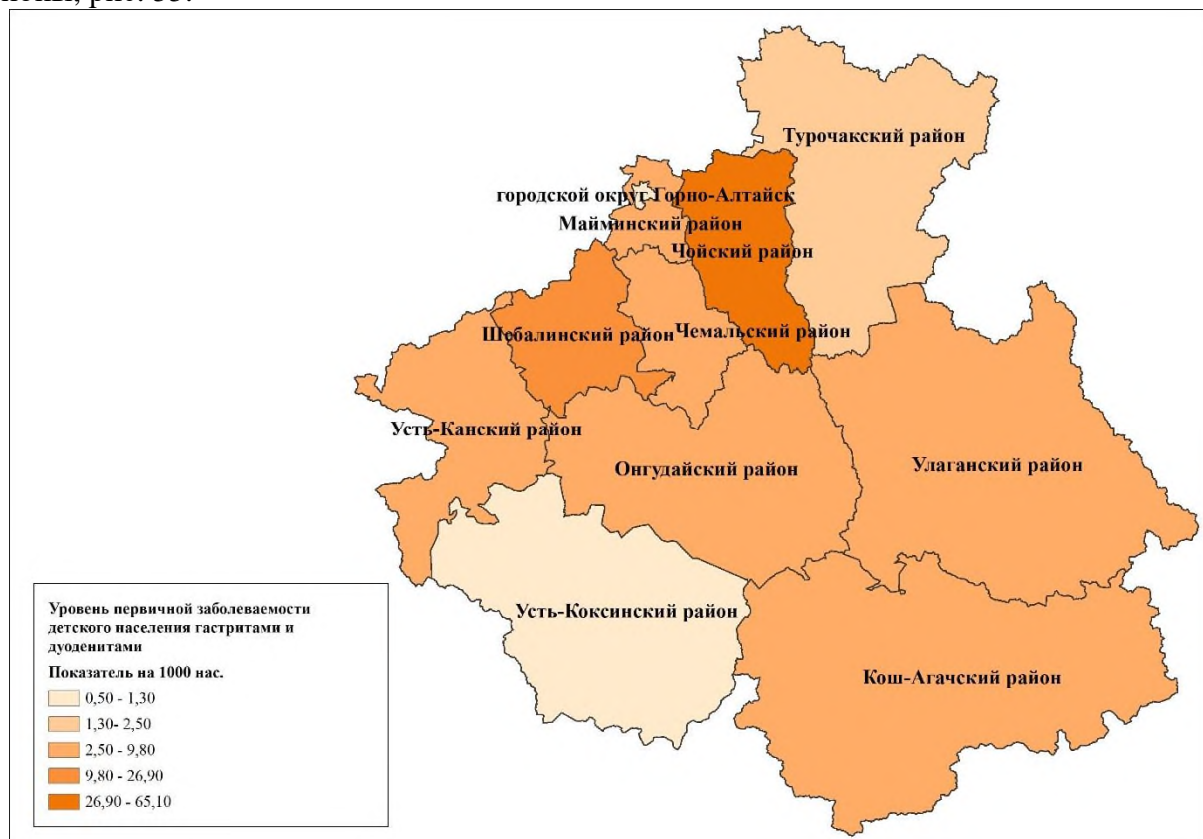 рис.
Турочакский район
городской округ Горно-Алтайск
Майминский район
Чойский район
Шебалинский район
Чемальский район
Усть-Канский район
Онгудайский район
Улаганский район
Усть-Коксинский район
Кош-Агачский район
Уровень первичной заболеваемости
детского населения гастритами и
дуоденитами
Показатель на 1000 нас.
0,50 - 1,30
1,30- 2,50
2,50 - 9,80
9,80 - 26,90
26,90 - 65,10